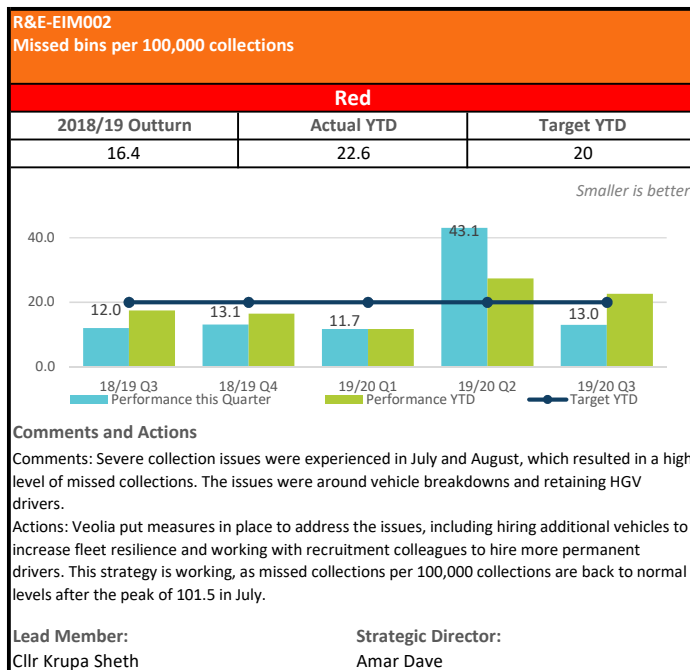 R&E-EIM002
Missed bins per 100,000 collections
Red
2018/19 Outturn Actual YTD Target YTD
16.4 22.6 20
Smaller is better
40.0
20.0
0.0
12.0 13.1 11.7 43.1 13.0
18/19 Q3 18/19 Q4 19/20 Q1 19/20 Q2 19/20 Q3
Performance this Quarter Performance YTD Target YTD
Comments and Actions
Comments: Severe collection issues were experienced in July and August, which resulted in a high
level of missed collections. The issues were around vehicle breakdowns and retaining HGV
drivers.
Actions: Veolia put measures in place to address the issues, including hiring additional vehicles to
increase fleet resilience and working with recruitment colleagues to hire more permanent
drivers. This strategy is working, as missed collections per 100,000 collections are back to normal
levels after the peak of 101.5 in July.
Lead Member: Strategic Director:
Cllr Krupa Sheth Amar Dave